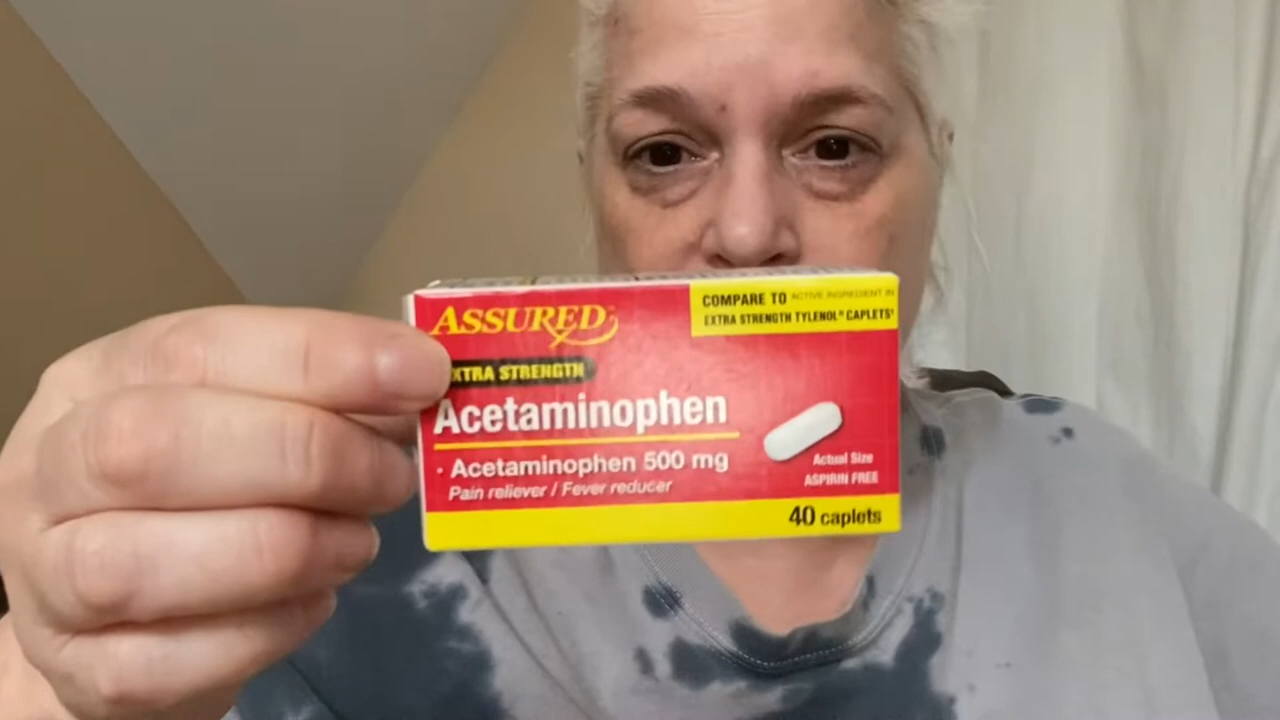 ASSURED
COMPARE TO ACTIVE INGREDIENT IN
EXTRA STRENGTH TYLENOL® CAPLETS†
XTRA STRENGTH
Acetaminophen
· Acetaminophen 500 mg
Pain reliever / Fever reducer
Actual Size
ASPIRIN FREE
40 caplets